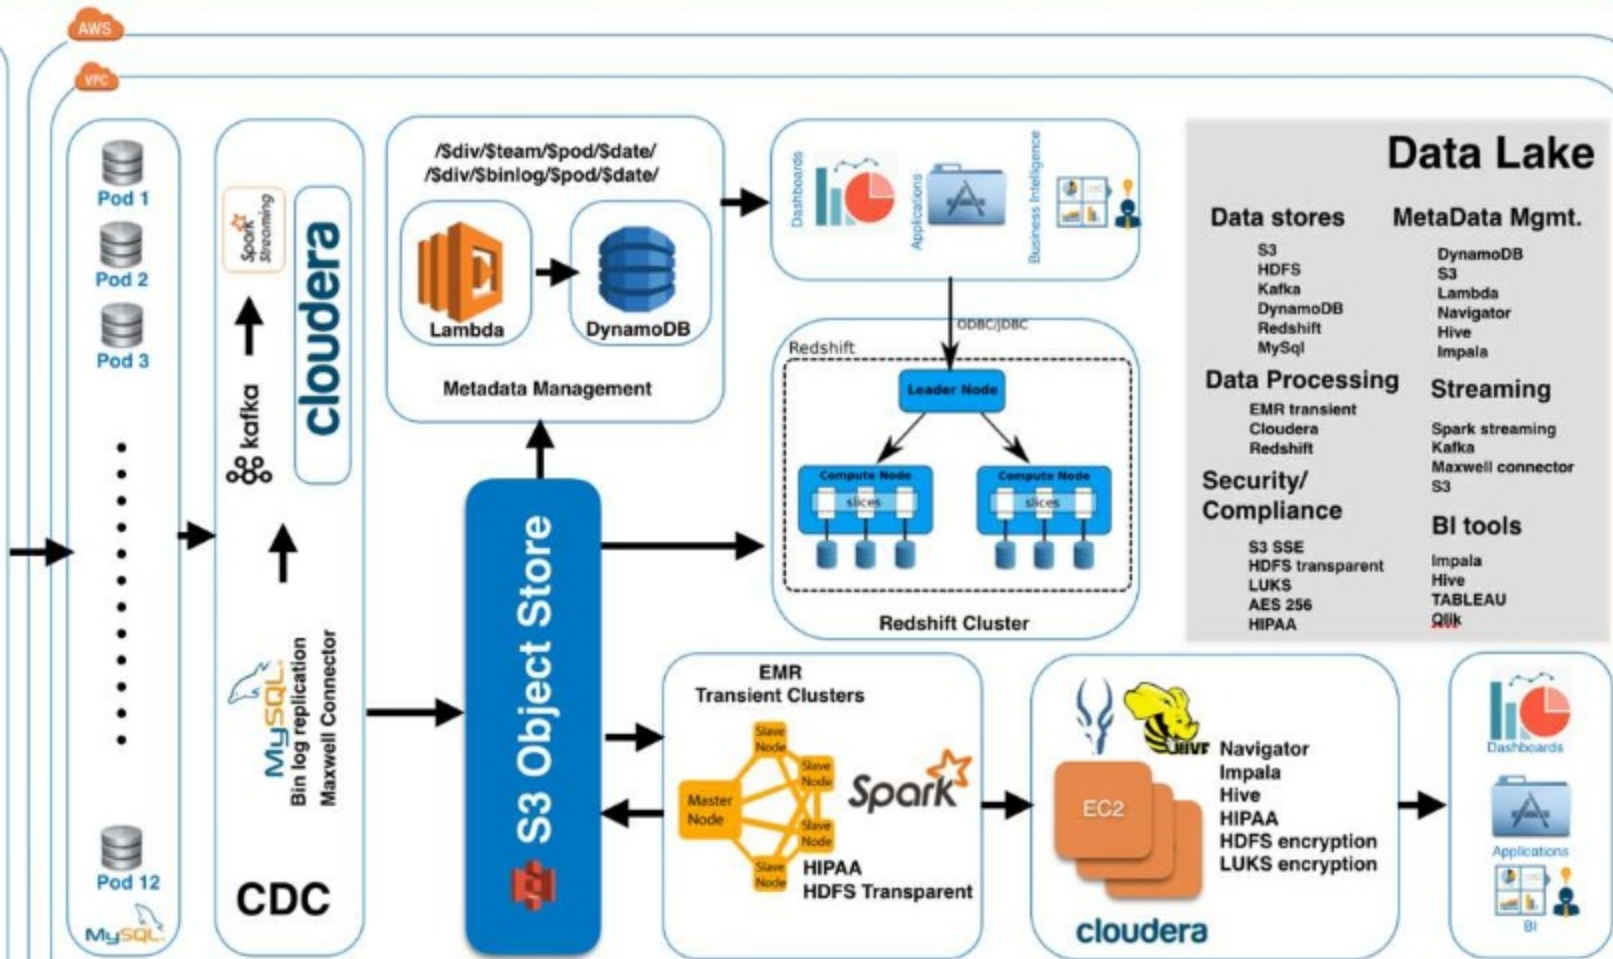 AWS
VPC
Pod 1
Pod 2
Pod 3
Pod 12
MySQL
Spark
Streaming
cloudera
kafka
MySQL
Bin log replication
Maxwell Connector
CDC
/$div/$team/$pod/$date/
/$div/$binlog/$pod/$date/
Lambda
DynamoDB
Metadata Management
S3 Object Store
Dashboards
Applications
Business Intelligence
ODBC/JDBC
Redshift
Leader Node
Compute Node
slices
Compute Node
slices
Redshift Cluster
EMR
Transient Clusters
Slave
Node
Slave
Node
Master
Node
Slave
Node
Slave
Node
Spark
HIPAA
HDFS Transparent
HIVE
EC2
Navigator
Impala
Hive
HIPAA
HDFS encryption
LUKS encryption
cloudera
Dashboards
Applications
BI
Data Lake
Data stores
S3
HDFS
Kafka
DynamoDB
Redshift
MySql
Data Processing
EMR transient
Cloudera
Redshift
Security/
Compliance
S3 SSE
HDFS transparent
LUKS
AES 256
HIPAA
MetaData Mgmt.
DynamoDB
S3
Lambda
Navigator
Hive
Impala
Streaming
Spark streaming
Kafka
Maxwell connector
S3
BI tools
Impala
Hive
TABLEAU
Qlik